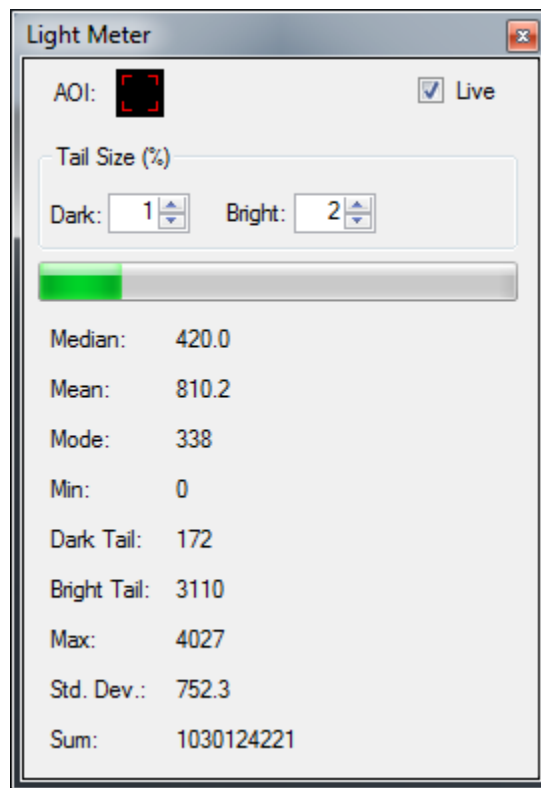 Light Meter
AOI: Live
Tail Size (%)
Dark: 1 Bright: 2
Median: 420.0
Mean: 810.2
Mode: 338
Min: 0
Dark Tail: 172
Bright Tail: 3110
Max: 4027
Std. Dev.: 752.3
Sum: 1030124221